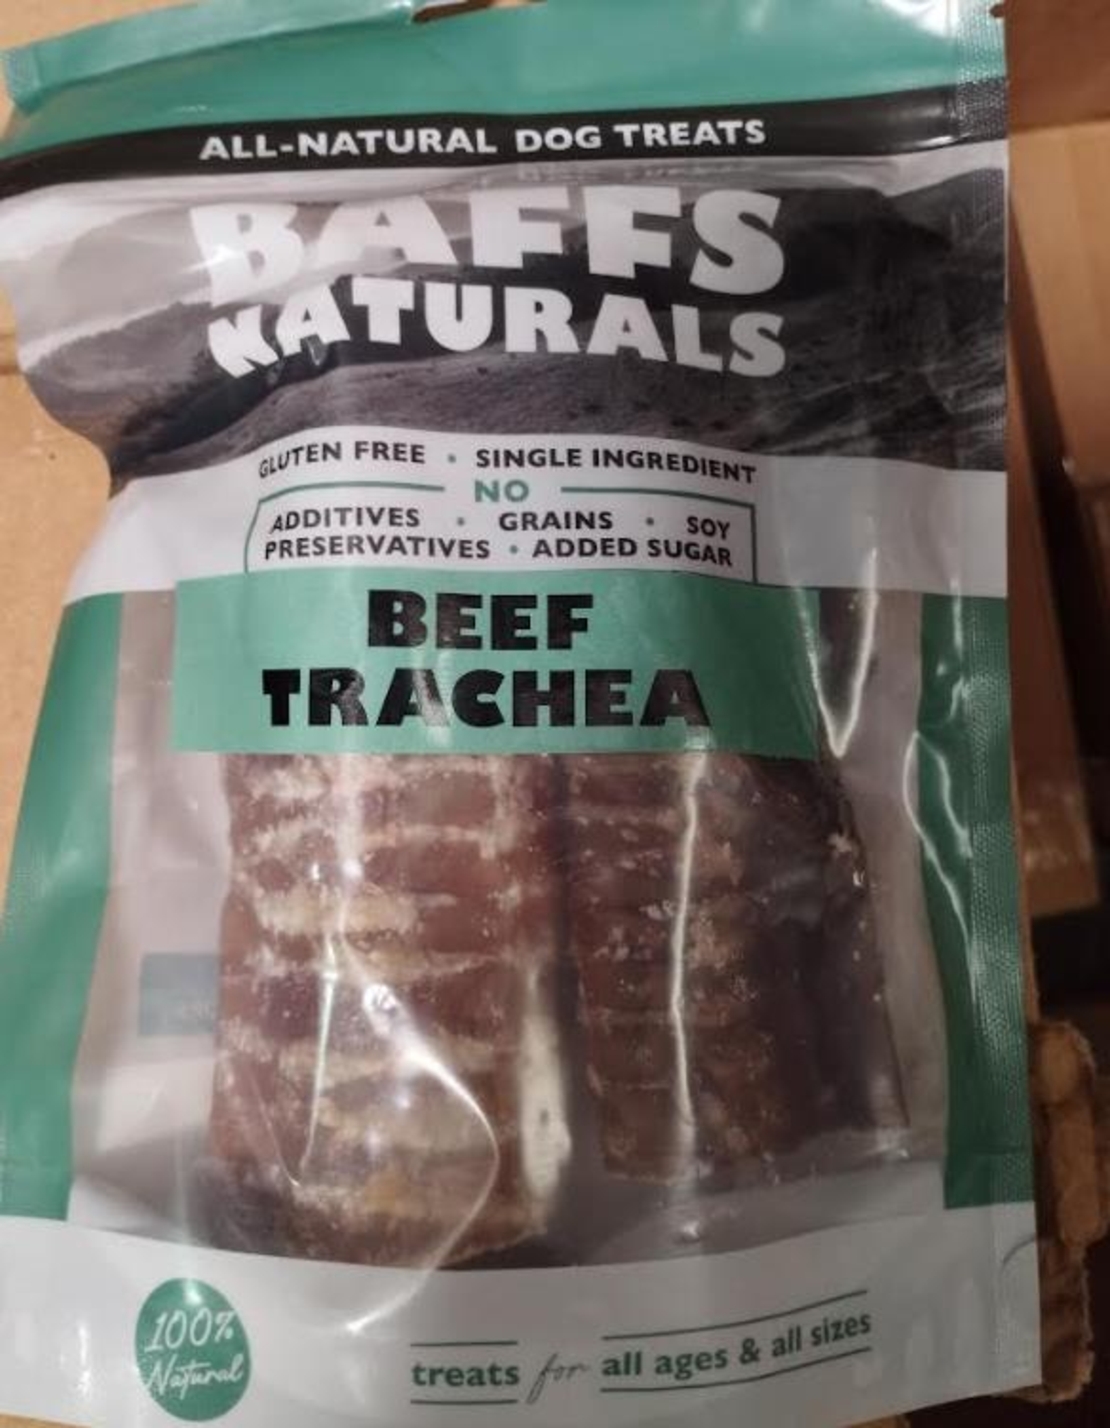 ALL-NATURAL DOG TREATS
BAFFS
NATURALS
GLUTEN FREE • SINGLE INGREDIENT
NO
ADDITIVES • GRAINS • SOY
PRESERVATIVES • ADDED SUGAR
BEEF
TRACHEA
100%
Natural
treats for all ages & all sizes